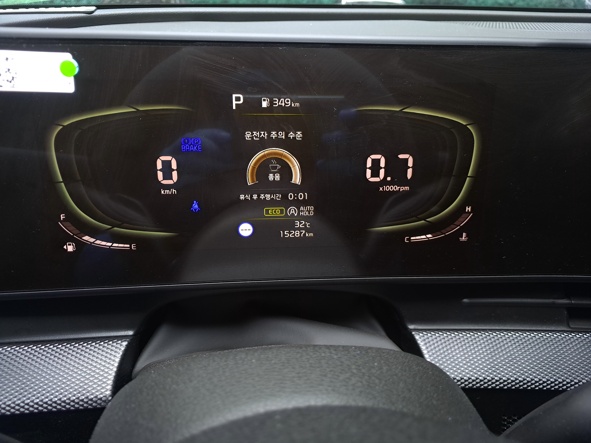 P 349km
운전자 주의 수준
BRAKE
좋음
0
km/h
0.7
x1000rpm
휴식 후 주행시간 0:01
ECO AUTO HOLD
32℃
15287km
F
E
H
C